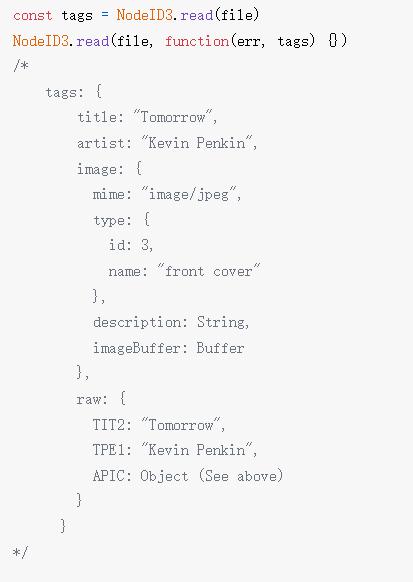 const tags = NodeID3.read(file)
NodeID3.read(file, function(err, tags) {})
/*
    tags: {
        title: "Tomorrow",
        artist: "Kevin Penkin",
        image: {
          mime: "image/jpeg",
          type: {
            id: 3,
            name: "front cover"
          },
          description: String,
          imageBuffer: Buffer
        },
        raw: {
          TIT2: "Tomorrow",
          TPE1: "Kevin Penkin",
          APIC: Object (See above)
        }
      }
*/